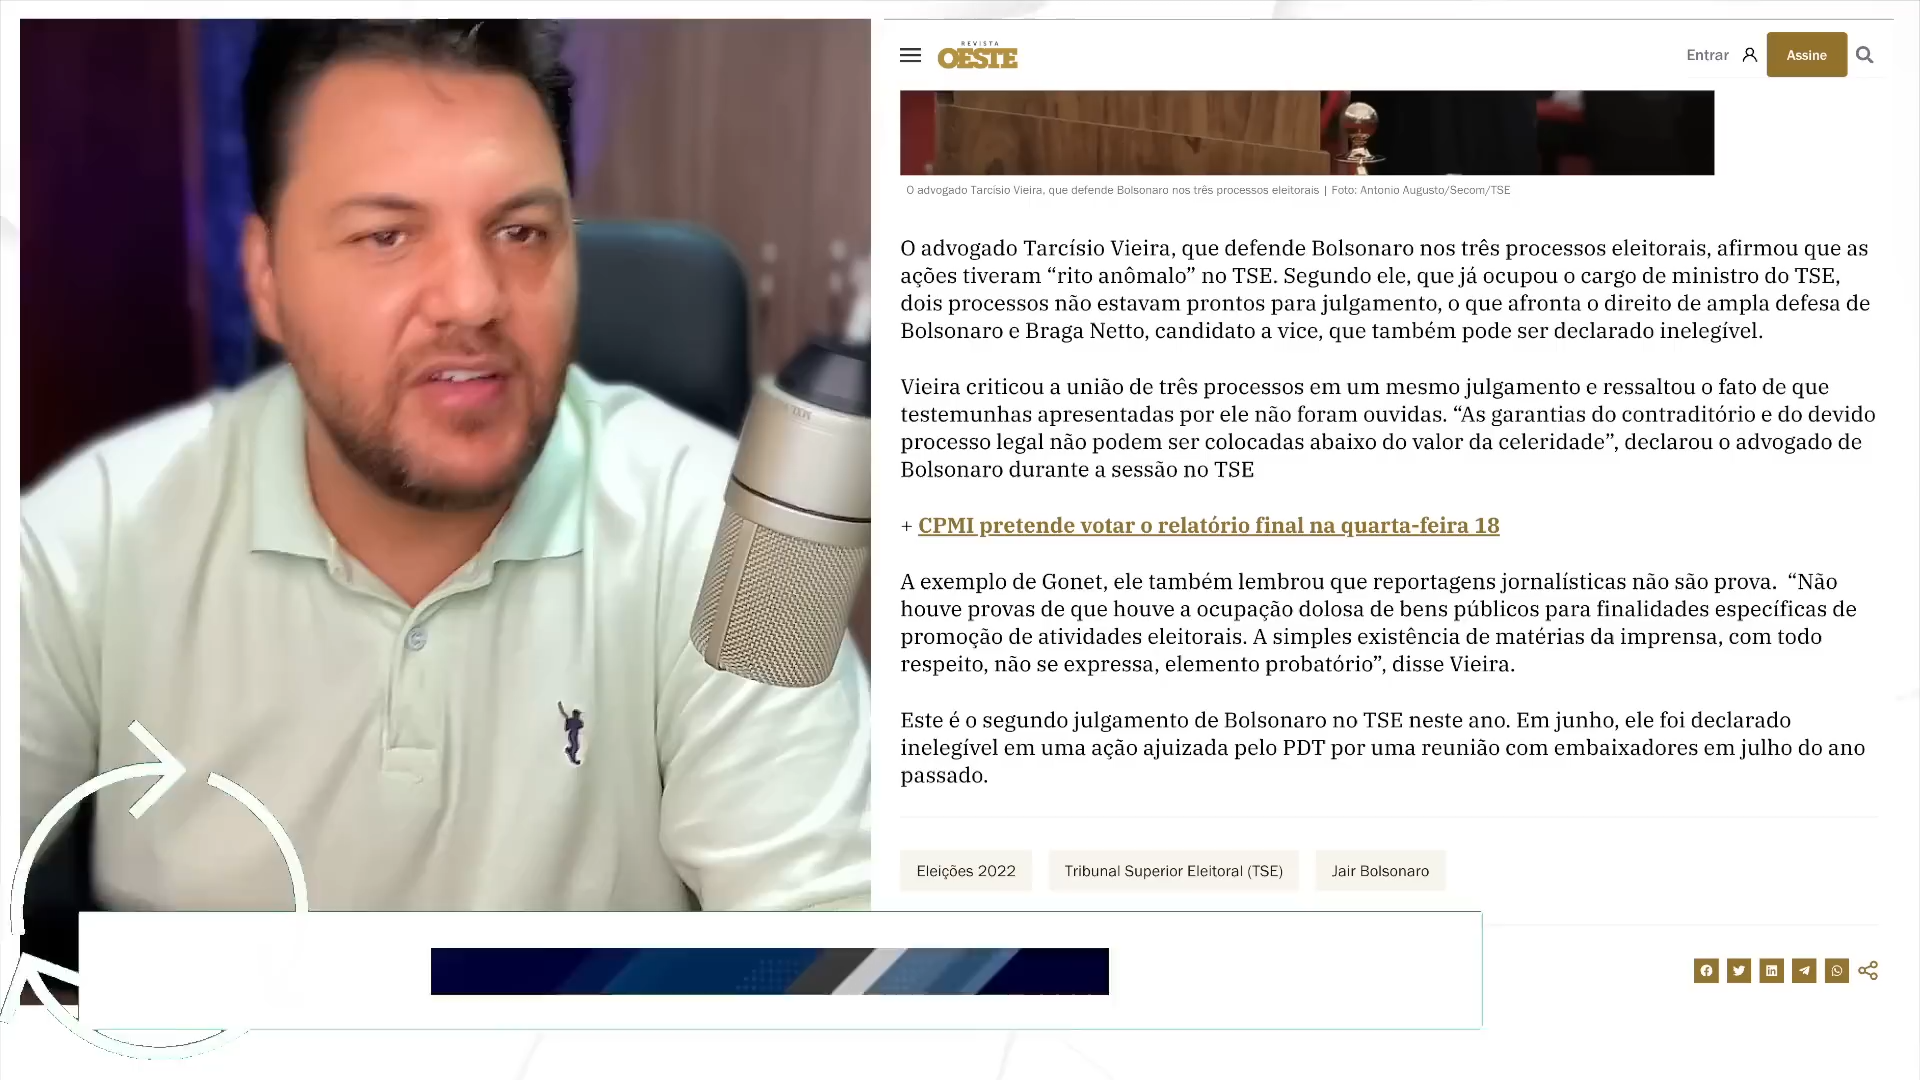 REVISTA
OESTE
Entrar
Assine
O advogado Tarcísio Vieira, que defende Bolsonaro nos três processos eleitorais | Foto: Antonio Augusto/Secom/TSE
O advogado Tarcísio Vieira, que defende Bolsonaro nos três processos eleitorais, afirmou que as
ações tiveram “rito anômalo” no TSE. Segundo ele, que já ocupou o cargo de ministro do TSE,
dois processos não estavam prontos para julgamento, o que afronta o direito de ampla defesa de
Bolsonaro e Braga Netto, candidato a vice, que também pode ser declarado inelegível.
Vieira criticou a união de três processos em um mesmo julgamento e ressaltou o fato de que
testemunhas apresentadas por ele não foram ouvidas. “As garantias do contraditório e do devido
processo legal não podem ser colocadas abaixo do valor da celeridade”, declarou o advogado de
Bolsonaro durante a sessão no TSE
+ CPMI pretende votar o relatório final na quarta-feira 18
A exemplo de Gonet, ele também lembrou que reportagens jornalísticas não são prova.  “Não
houve provas de que houve a ocupação dolosa de bens públicos para finalidades específicas de
promoção de atividades eleitorais. A simples existência de matérias da imprensa, com todo
respeito, não se expressa, elemento probatório”, disse Vieira.
Este é o segundo julgamento de Bolsonaro no TSE neste ano. Em junho, ele foi declarado
inelegível em uma ação ajuizada pelo PDT por uma reunião com embaixadores em julho do ano
passado.
Eleições 2022
Tribunal Superior Eleitoral (TSE)
Jair Bolsonaro